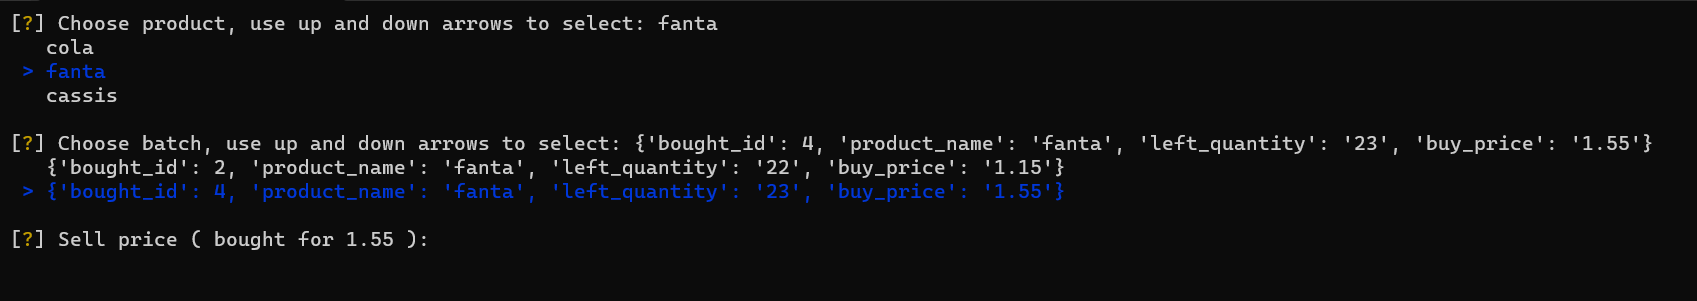 [?] Choose product, use up and down arrows to select: fanta
cola
> fanta
cassis
[?] Choose batch, use up and down arrows to select: {'bought_id': 4, 'product_name': 'fanta', 'left_quantity': '23', 'buy_price': '1.55'}
{'bought_id': 2, 'product_name': 'fanta', 'left_quantity': '22', 'buy_price': '1.15'}
> {'bought_id': 4, 'product_name': 'fanta', 'left_quantity': '23', 'buy_price': '1.55'}
[?] Sell price ( bought for 1.55 ):